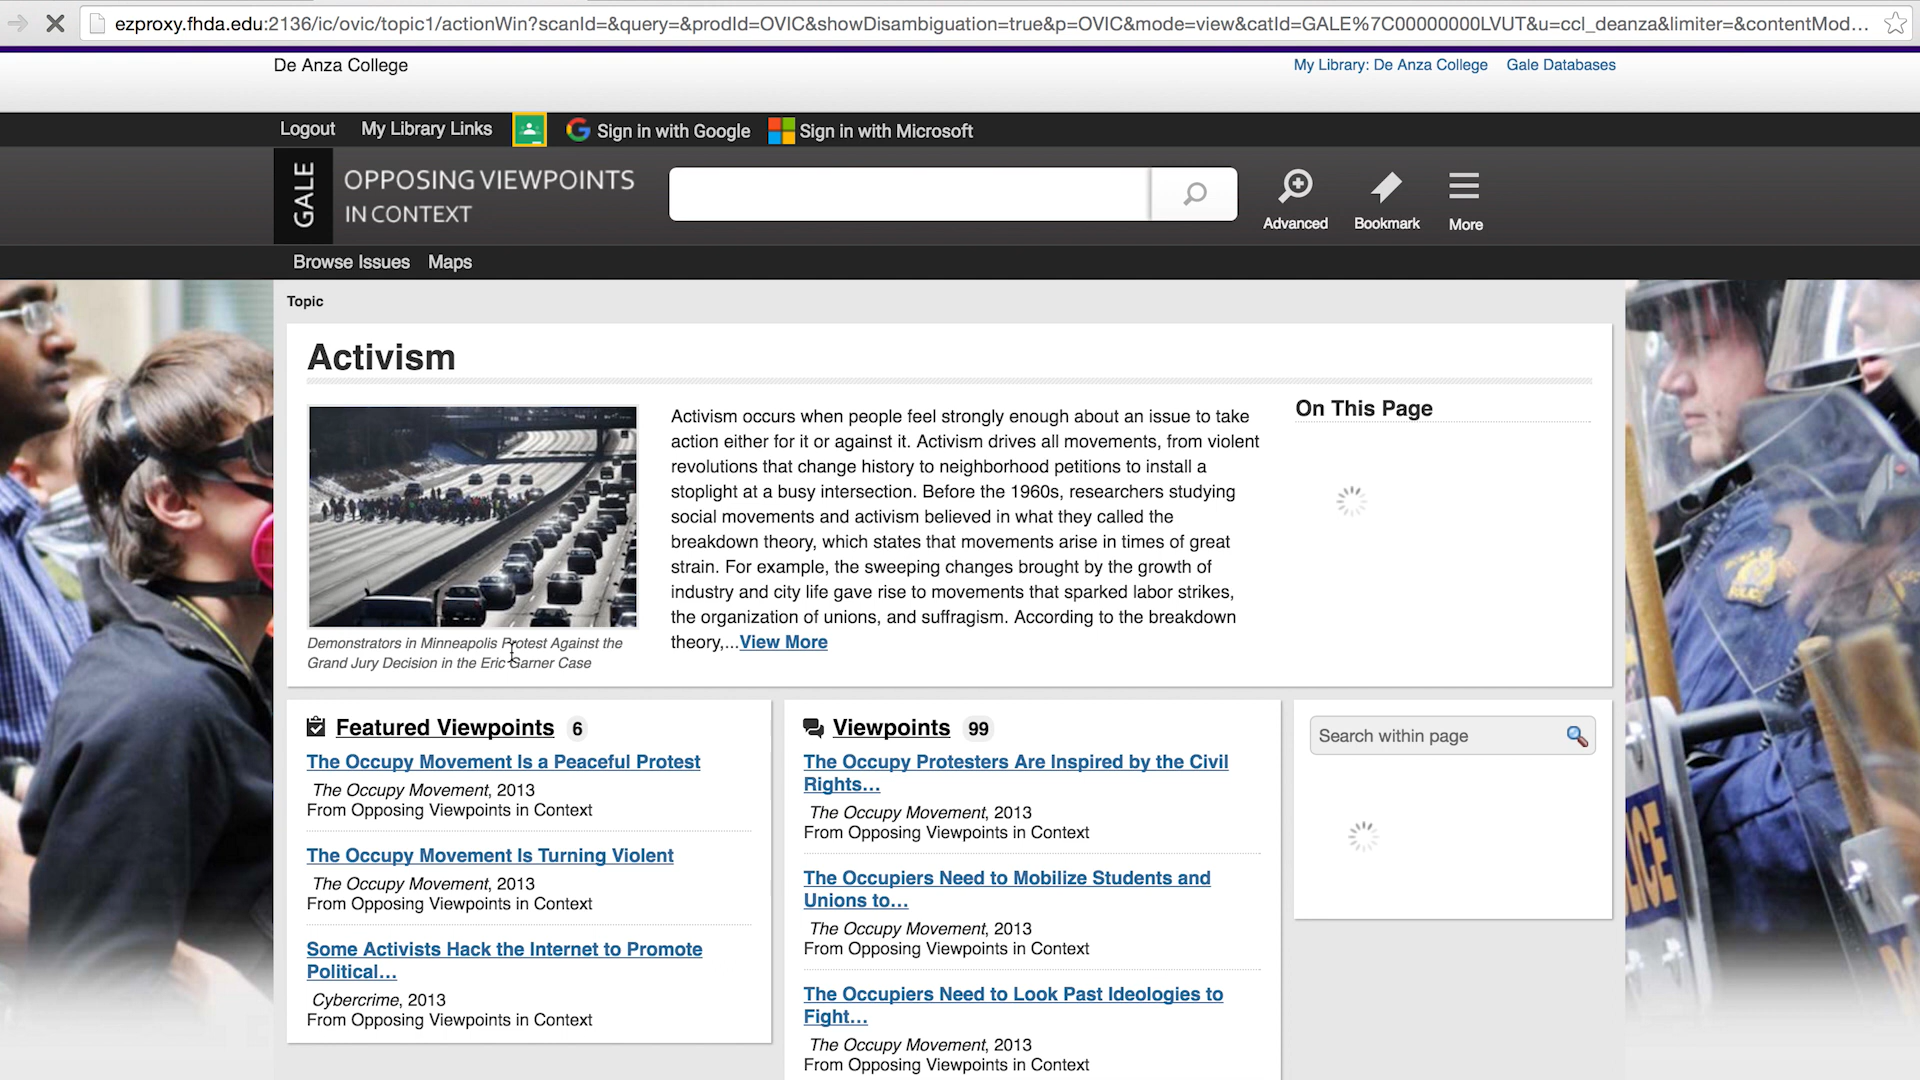 ezproxy.fhda.edu:2136/ic/ovic/topic1/actionWin?scanId=&query=&prodId=OVIC&showDisambiguation=true&p=OVIC&mode=view&catId=GALE%7C00000000LVUT&u=ccl_deanza&limiter=&contentMod...
De Anza College
My Library: De Anza College
Gale Databases
Logout
My Library Links
Sign in with Google
Sign in with Microsoft
GALE
OPPOSING VIEWPOINTS
IN CONTEXT
Advanced
Bookmark
More
Browse Issues
Maps
Topic
Activism
Demonstrators in Minneapolis Protest Against the
Grand Jury Decision in the Eric Garner Case
Activism occurs when people feel strongly enough about an issue to take
action either for it or against it. Activism drives all movements, from violent
revolutions that change history to neighborhood petitions to install a
stoplight at a busy intersection. Before the 1960s, researchers studying
social movements and activism believed in what they called the
breakdown theory, which states that movements arise in times of great
strain. For example, the sweeping changes brought by the growth of
industry and city life gave rise to movements that sparked labor strikes,
the organization of unions, and suffragism. According to the breakdown
theory,...View More
On This Page
Featured Viewpoints 6
The Occupy Movement Is a Peaceful Protest
The Occupy Movement, 2013
From Opposing Viewpoints in Context
The Occupy Movement Is Turning Violent
The Occupy Movement, 2013
From Opposing Viewpoints in Context
Some Activists Hack the Internet to Promote
Political...
Cybercrime, 2013
From Opposing Viewpoints in Context
Viewpoints 99
The Occupy Protesters Are Inspired by the Civil
Rights...
The Occupy Movement, 2013
From Opposing Viewpoints in Context
The Occupiers Need to Mobilize Students and
Unions to...
The Occupy Movement, 2013
From Opposing Viewpoints in Context
The Occupiers Need to Look Past Ideologies to
Fight...
The Occupy Movement, 2013
From Opposing Viewpoints in Context
Search within page